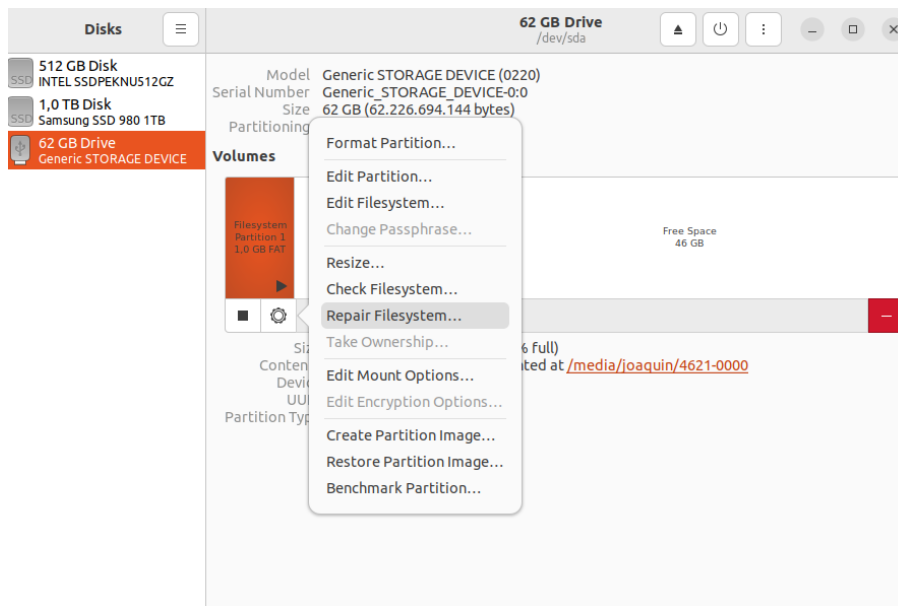 Disks
62 GB Drive
/dev/sda
512 GB Disk
INTEL SSDPEKNU512GZ
1,0 TB Disk
Samsung SSD 980 1TB
62 GB Drive
Generic STORAGE DEVICE
SSD
SSD
Model Generic STORAGE DEVICE (0220)
Serial Number Generic_STORAGE_DEVICE-0:0
Size 62 GB (62.226.694.144 bytes)
Partitioning
Volumes
Filesystem
Partition 1
1,0 GB FAT
Free Space
46 GB
Format Partition...
Edit Partition...
Edit Filesystem...
Change Passphrase...
Resize...
Check Filesystem...
Repair Filesystem...
Take Ownership...
Edit Mount Options...
Edit Encryption Options...
Create Partition Image...
Restore Partition Image...
Benchmark Partition...
% full)
at /media/joaquin/4621-0000
Partition